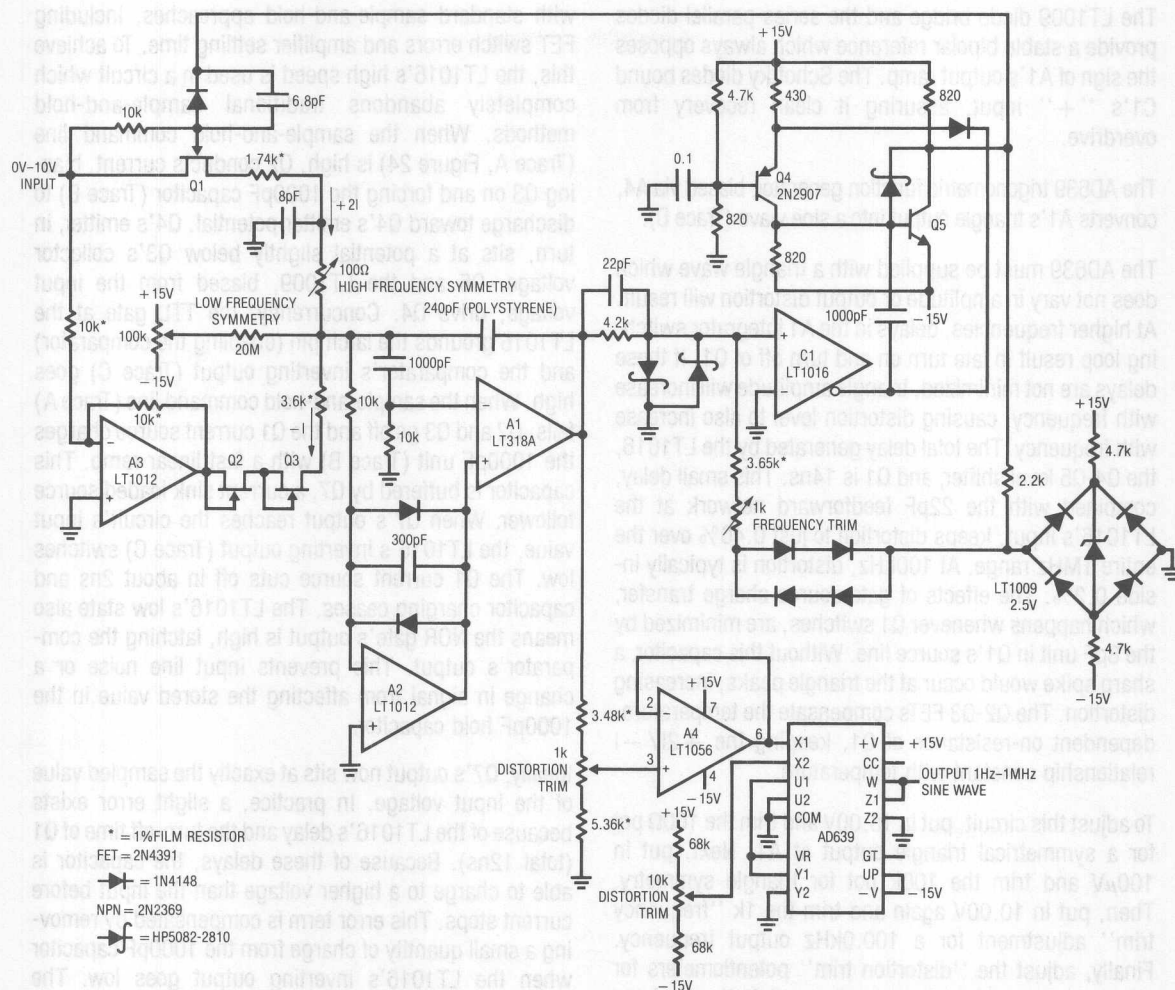 +15V
4.7k
430
820
6.8pF
10k
0V–10V
INPUT
Q1
1.74k*
8pF
+2I
0.1
Q4
2N2907
820
Q5
820
100Ω
HIGH FREQUENCY SYMMETRY
22pF
+15V
LOW FREQUENCY
SYMMETRY
240pF (POLYSTYRENE)
4.2k
1000pF
–15V
10k*
100k
20M
1000pF
C1
LT1016
–15V
10k
3.6k*
–I
10k
10k
A1
LT318A
+15V
4.7k
A3
LT1012
Q2
Q3
3.65k*
2.2k
1k
FREQUENCY TRIM
300pF
LT1009
2.5V
4.7k
–15V
A2
LT1012
3.48k*
1k
DISTORTION
TRIM
5.36k*
–15V
2
7
A4
LT1056
6
3
4
–15V
X1
X2
U1
U2
COM
VR
Y1
Y2
+V
CC
W
Z1
Z2
GT
UP
–V
AD639
+15V
OUTPUT 1Hz-1MHz
SINE WAVE
–15V
+15V
68k
10k
DISTORTION
TRIM
68k
–15V
* = 1% FILM RESISTOR
FET = 2N4391
= 1N4148
NPN = 2N2369
= HP5082-2810